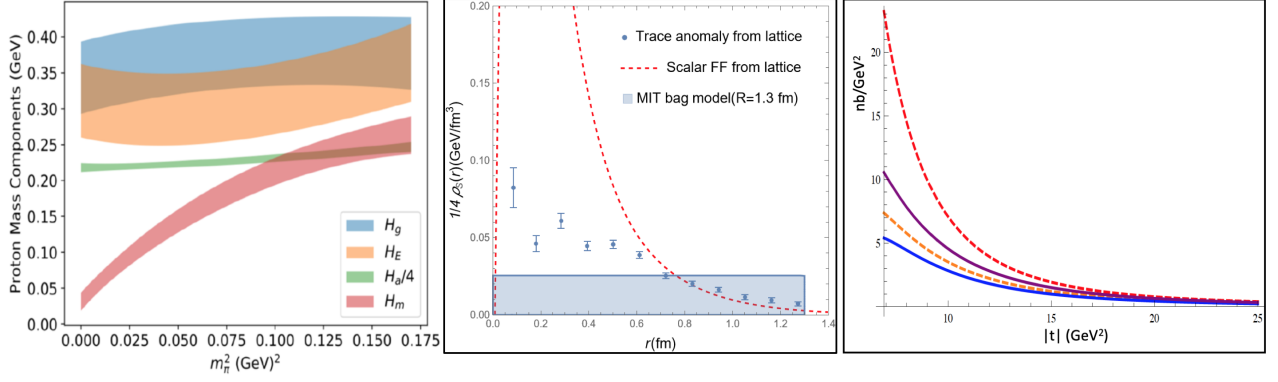 Proton Mass Components (GeV)
0.40
0.35
0.30
0.25
0.20
0.15
0.10
0.05
0.00
0.000 0.025 0.050 0.075 0.100 0.125 0.150 0.175
m²π (GeV)²
Hg
HE
Ha/4
Hm
1/4 ρS(r)(GeV/fm³)
0.20
0.15
0.10
0.05
0.00
0.0 0.2 0.4 0.6 0.8 1.0 1.2 1.4
r(fm)
Trace anomaly from lattice
Scalar FF from lattice
MIT bag model(R=1.3 fm)
nb/GeV²
20
15
10
5
10 15 20 25
|t| (GeV²)